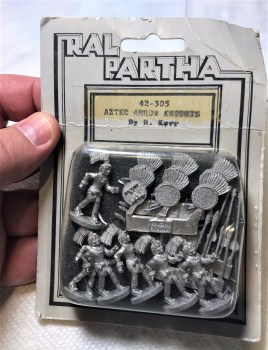 RAL
PARTHA
42-305
AZTEC ARROW KNIGHTS
By R. Kerr